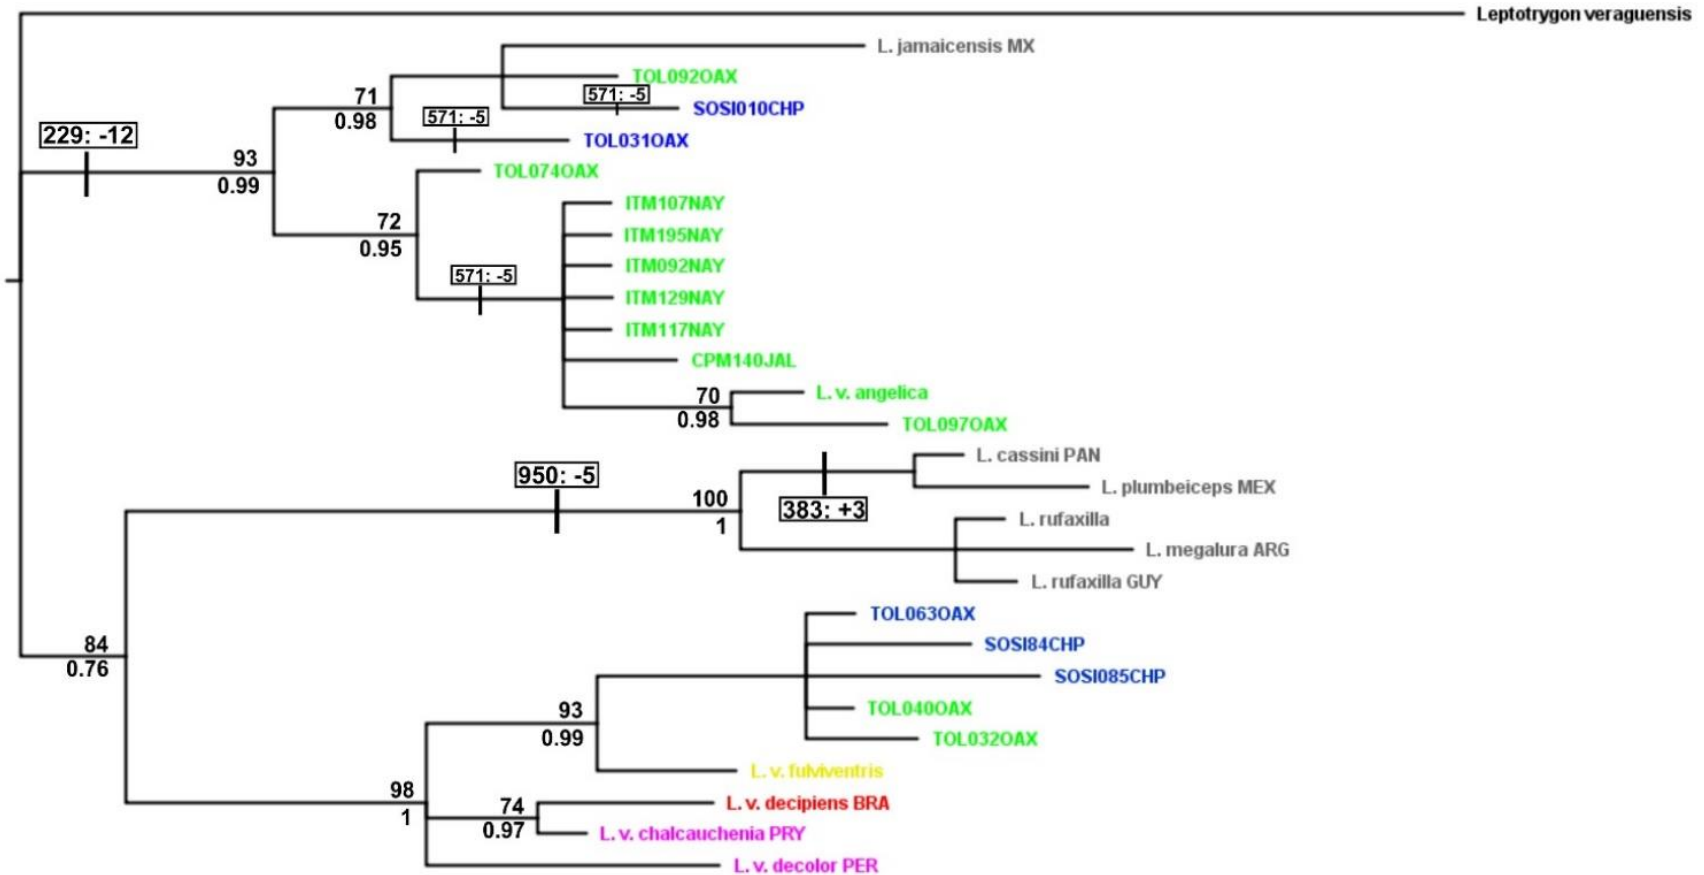 Leptotrygon veraguensis
L. jamaicensis MX
TOL092OAX
571: -5
SOSI010CHP
71
0.98
571: -5
TOL031OAX
229: -12
93
0.99
TOL074OAX
ITM107NAY
72
0.95
ITM195NAY
ITM092NAY
571: -5
ITM129NAY
ITM117NAY
CPM140JAL
70
0.98
L. v. angelica
TOL097OAX
L. cassini PAN
950: -5
100
1
383: +3
L. plumbeiceps MEX
L. rufaxilla
L. megalura ARG
L. rufaxilla GUY
TOL063OAX
84
0.76
SOSI84CHP
SOSI085CHP
93
0.99
TOL040OAX
TOL032OAX
L. v. fulviventris
98
1
74
0.97
L. v. decipiens BRA
L. v. chalcauchenia PRY
L. v. decolor PER